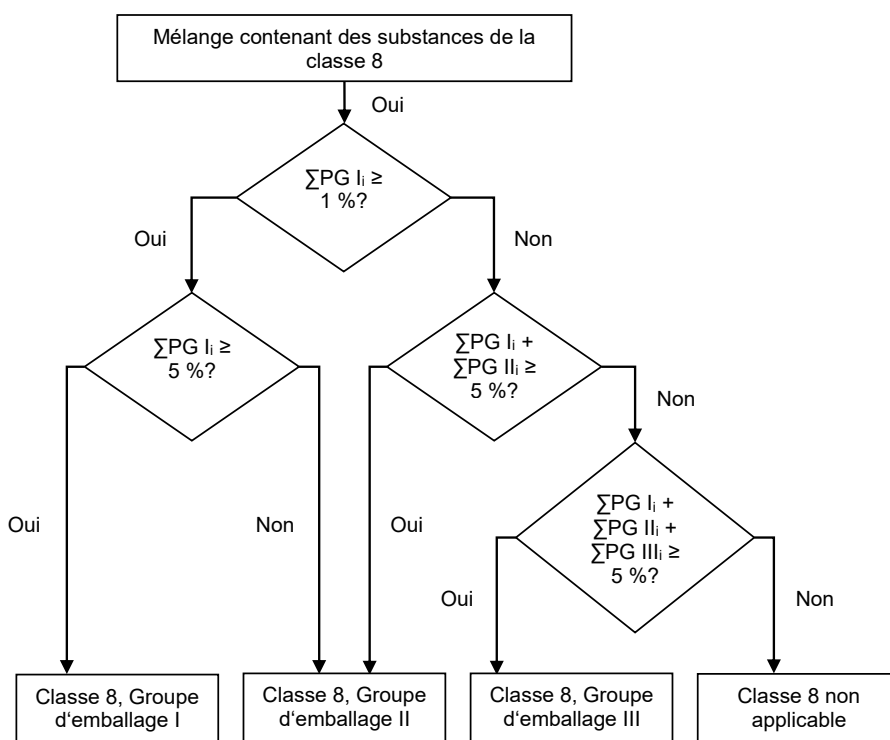 Mélange contenant des substances de la
classe 8
Oui
∑PG Iᵢ ≥
1 %?
Oui
Non
∑PG Iᵢ ≥
5 %?
∑PG Iᵢ +
∑PG IIᵢ ≥
5 %?
Non
Oui
Non
Oui
∑PG Iᵢ +
∑PG IIᵢ +
∑PG IIIᵢ ≥
5 %?
Oui
Non
Classe 8, Groupe
d‘emballage I
Classe 8, Groupe
d‘emballage II
Classe 8, Groupe
d‘emballage III
Classe 8 non
applicable